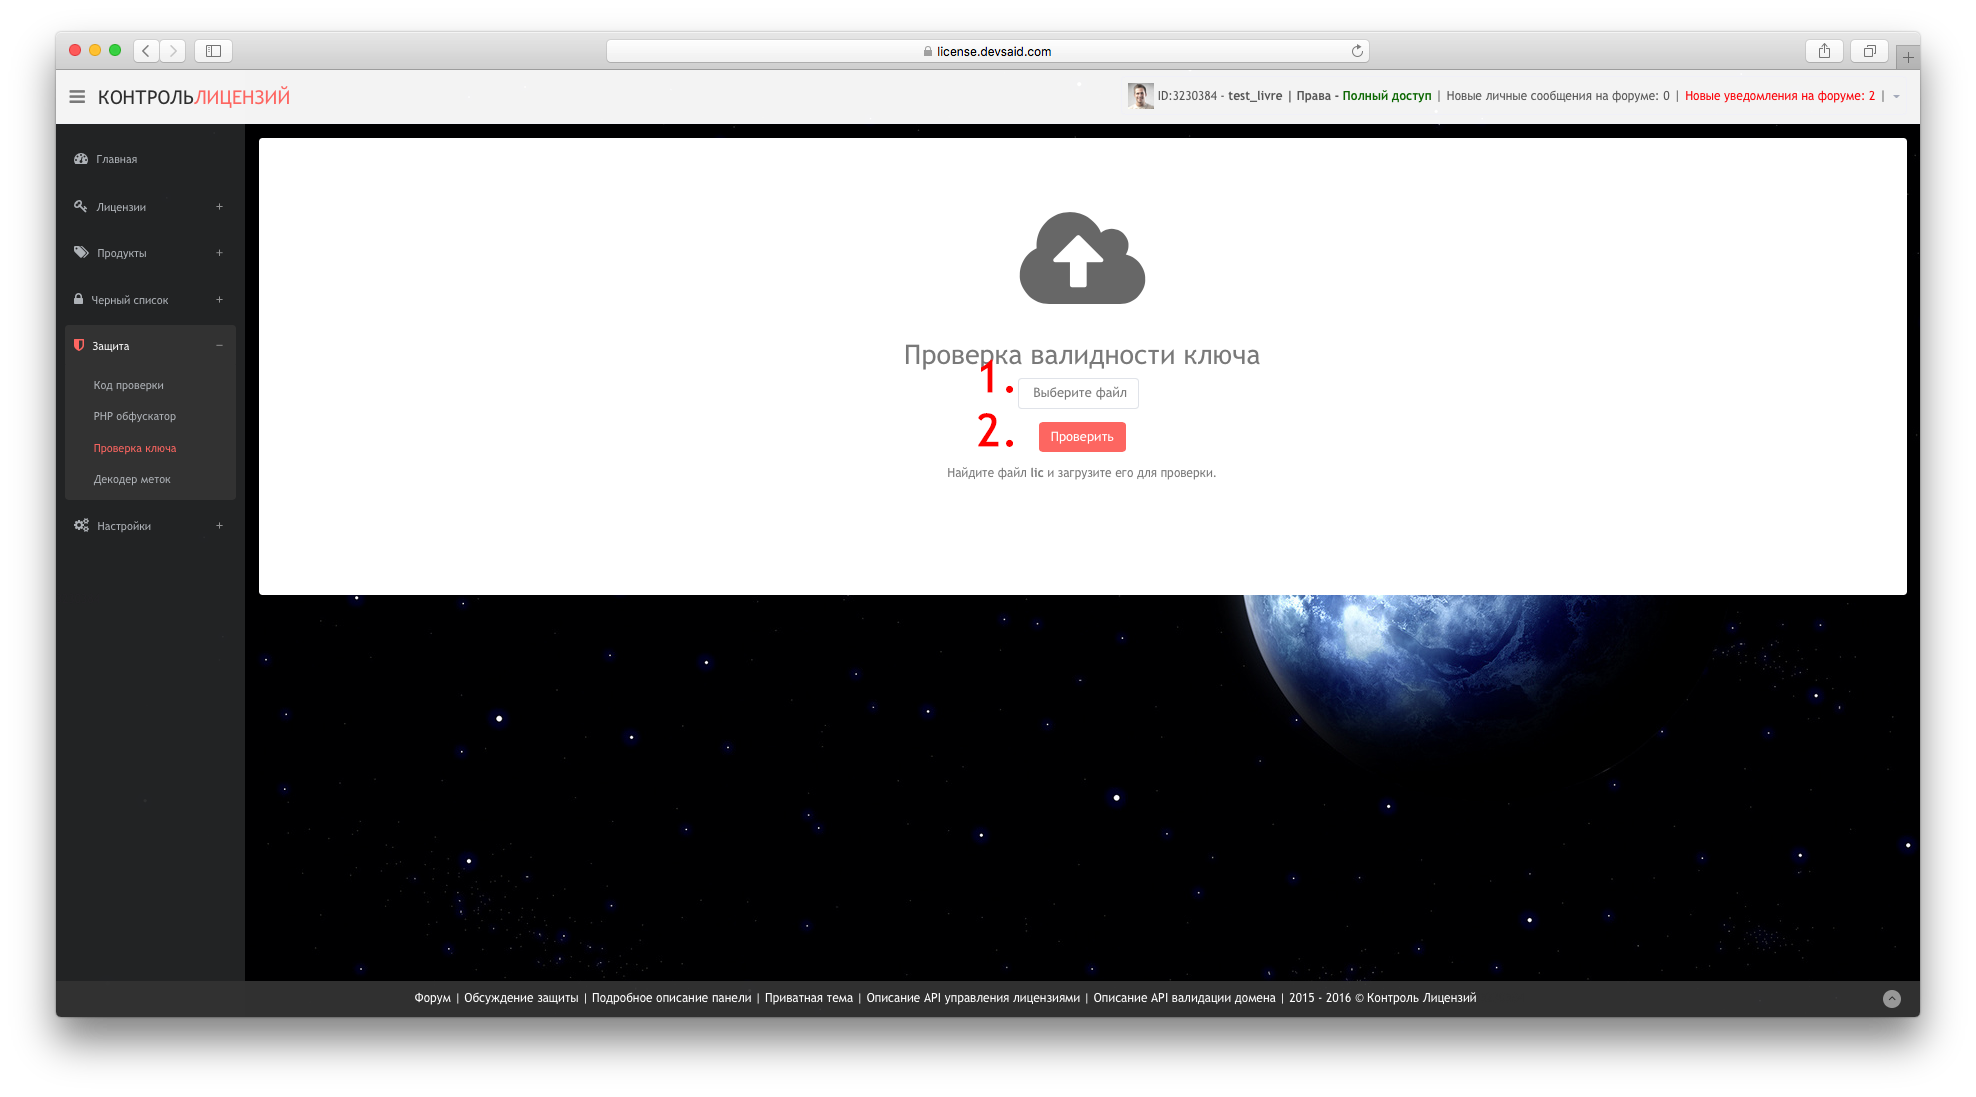 license.devsaid.com
КОНТРОЛЬЛИЦЕНЗИЙ
ID:3230384 - test_livre | Права - Полный доступ | Новые личные сообщения на форуме: 0 | Новые уведомления на форуме: 2 |
Главная
Лицензии +
Продукты +
Черный список +
Защита −
Код проверки
PHP обфускатор
Проверка ключа
Декодер меток
Настройки +
Проверка валидности ключа
1. Выберите файл
2. Проверить
Найдите файл lic и загрузите его для проверки.
Форум | Обсуждение защиты | Подробное описание панели | Приватная тема | Описание API управления лицензиями | Описание API валидации домена | 2015 - 2016 © Контроль Лицензий